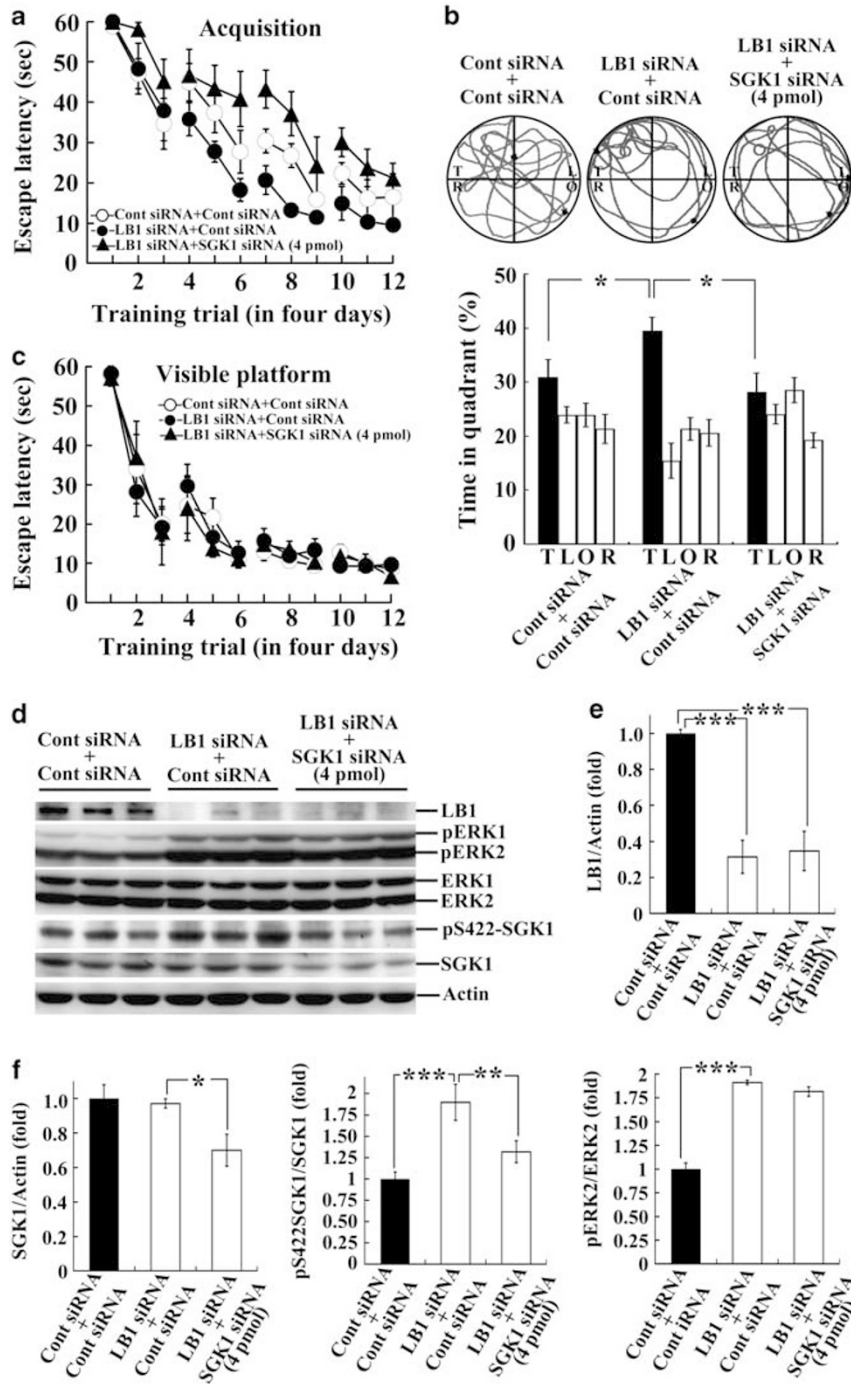 a
Acquisition
Escape latency (sec)
60
50
40
30
20
10
0
Cont siRNA+Cont siRNA
LB1 siRNA+Cont siRNA
LB1 siRNA+SGK1 siRNA (4 pmol)
2 4 6 8 10 12
Training trial (in four days)
b
Cont siRNA
+
Cont siRNA
LB1 siRNA
+
Cont siRNA
LB1 siRNA
+
SGK1 siRNA
(4 pmol)
T L
R O
T L
R O
T L
R O
Time in quadrant (%)
50
40
30
20
10
0
* *
T L O R T L O R T L O R
Cont siRNA
+
Cont siRNA
LB1 siRNA
+
Cont siRNA
LB1 siRNA
+
SGK1 siRNA
c
Visible platform
Escape latency (sec)
60
50
40
30
20
10
0
Cont siRNA+Cont siRNA
LB1 siRNA+Cont siRNA
LB1 siRNA+SGK1 siRNA (4 pmol)
2 4 6 8 10 12
Training trial (in four days)
d
Cont siRNA
+
Cont siRNA
LB1 siRNA
+
Cont siRNA
LB1 siRNA
+
SGK1 siRNA
(4 pmol)
LB1
pERK1
pERK2
ERK1
ERK2
pS422-SGK1
SGK1
Actin
e
LB1/Actin (fold)
1.0
0.8
0.6
0.4
0.2
0
***
***
Cont siRNA
+
Cont siRNA
LB1 siRNA
+
Cont siRNA
LB1 siRNA
+
SGK1 siRNA
(4 pmol)
f
SGK1/Actin (fold)
1.0
0.8
0.6
0.4
0.2
0
*
Cont siRNA
+
Cont siRNA
LB1 siRNA
+
Cont siRNA
LB1 siRNA
+
SGK1 siRNA
(4 pmol)
pS422SGK1/SGK1 (fold)
2
1.75
1.5
1.25
1
0.75
0.5
0.25
0
*** **
Cont siRNA
+
Cont siRNA
LB1 siRNA
+
Cont siRNA
LB1 siRNA
+
SGK1 siRNA
(4 pmol)
pERK2/ERK2 (fold)
2
1.75
1.5
1.25
1
0.75
0.5
0.25
0
***
Cont siRNA
+
Cont iRNA
LB1 siRNA
+
Cont siRNA
LB1 siRNA
+
SGK1 siRNA
(4 pmol)